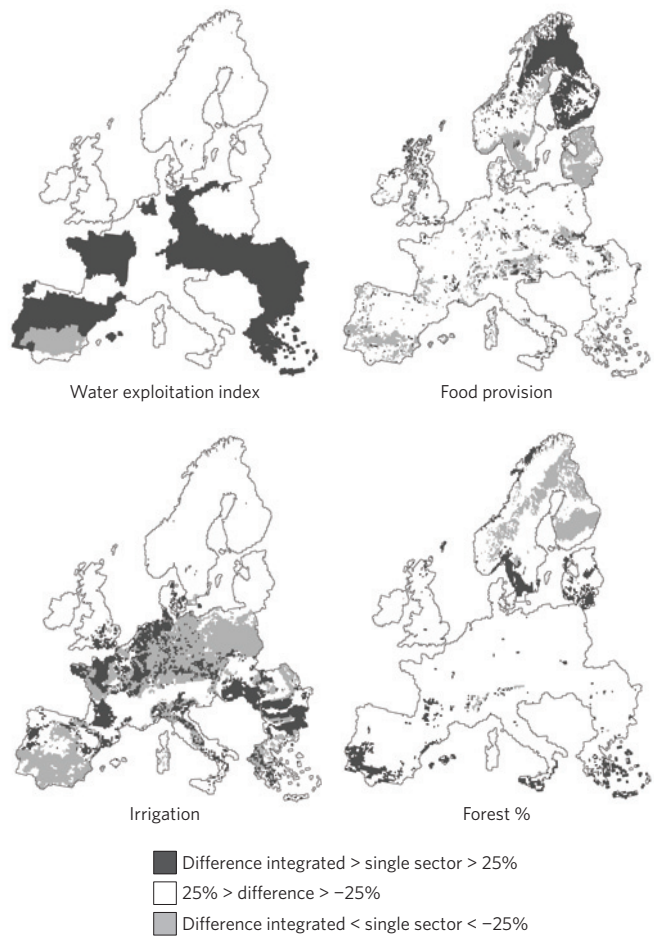 Water exploitation index
Food provision
Irrigation
Forest %
Difference integrated > single sector > 25%
25% > difference > −25%
Difference integrated < single sector < −25%